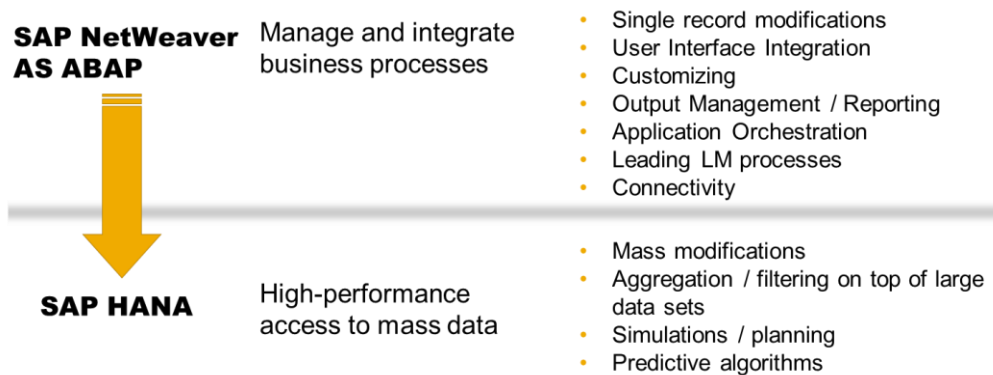 SAP NetWeaver
AS ABAP
Manage and integrate
business processes
• Single record modifications
• User Interface Integration
• Customizing
• Output Management / Reporting
• Application Orchestration
• Leading LM processes
• Connectivity
SAP HANA
High-performance
access to mass data
• Mass modifications
• Aggregation / filtering on top of large
data sets
• Simulations / planning
• Predictive algorithms